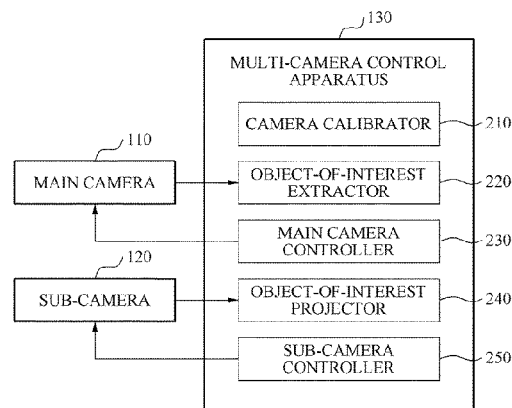 130
MULTI-CAMERA CONTROL
APPARATUS
CAMERA CALIBRATOR
210
110
MAIN CAMERA
OBJECT-OF-INTEREST
EXTRACTOR
220
MAIN CAMERA
CONTROLLER
230
120
SUB-CAMERA
OBJECT-OF-INTEREST
PROJECTOR
240
SUB-CAMERA
CONTROLLER
250